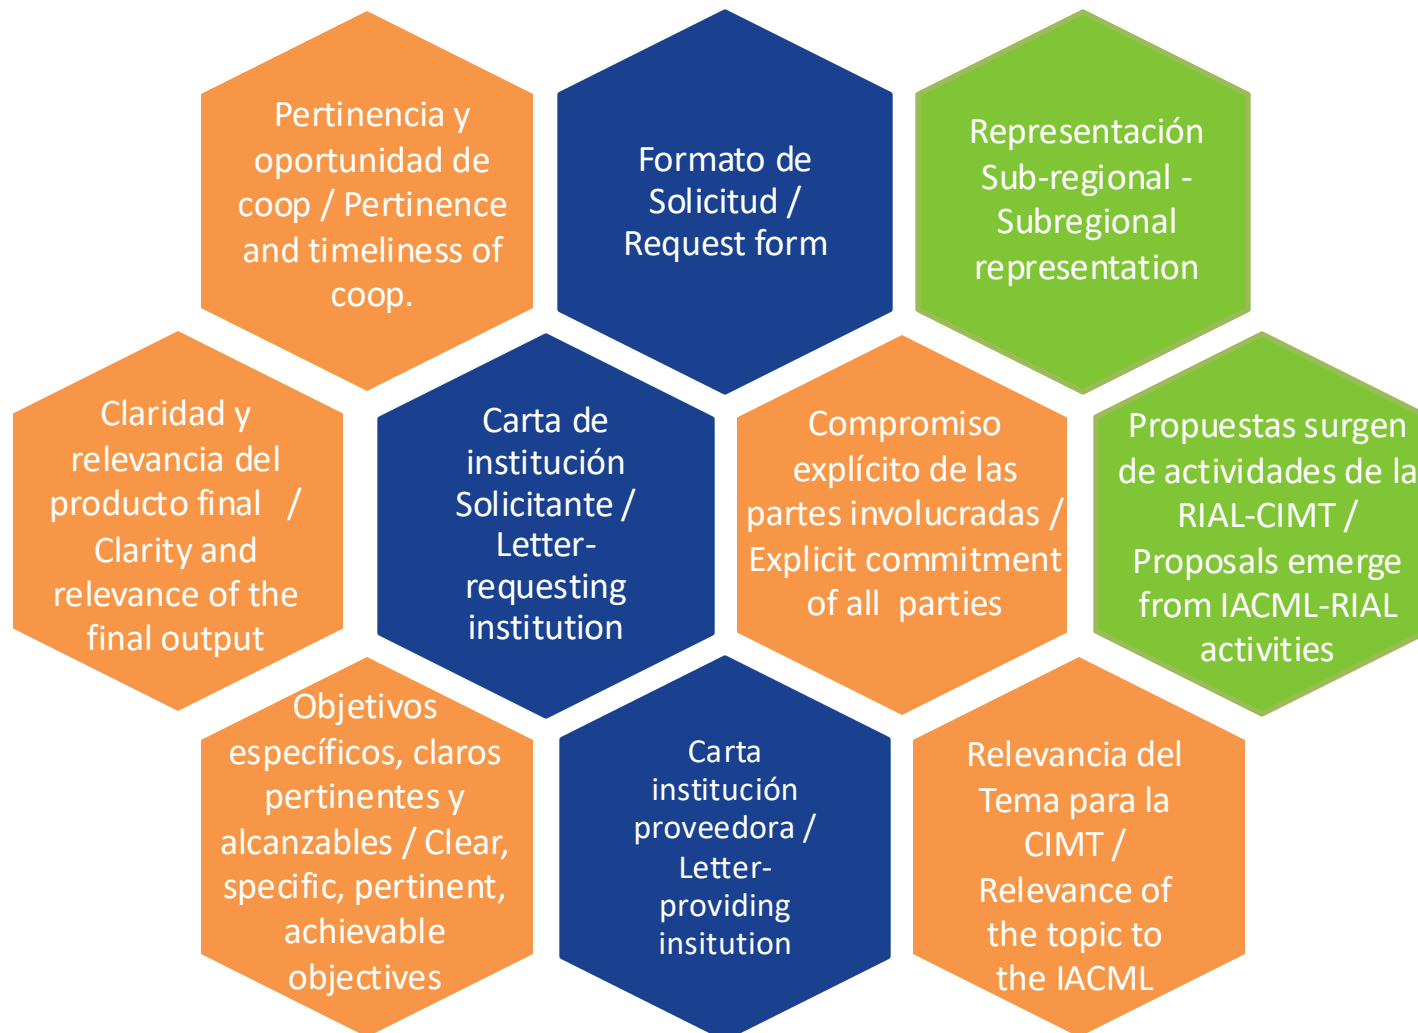 Pertinencia y
oportunidad de
coop / Pertinence
and timeliness of
coop.
Formato de
Solicitud /
Request form
Representación
Sub-regional -
Subregional
representation
Claridad y
relevancia del
producto final /
Clarity and
relevance of the
final output
Carta de
institución
Solicitante /
Letter-
requesting
institution
Compromiso
explícito de las
partes involucradas /
Explicit commitment
of all parties
Propuestas surgen
de actividades de la
RIAL-CIMT /
Proposals emerge
from IACML-RIAL
activities
Objetivos
específicos, claros
pertinentes y
alcanzables / Clear,
specific, pertinent,
achievable
objectives
Carta
institución
proveedora /
Letter-
providing
insitution
Relevancia del
Tema para la
CIMT /
Relevance of
the topic to
the IACML